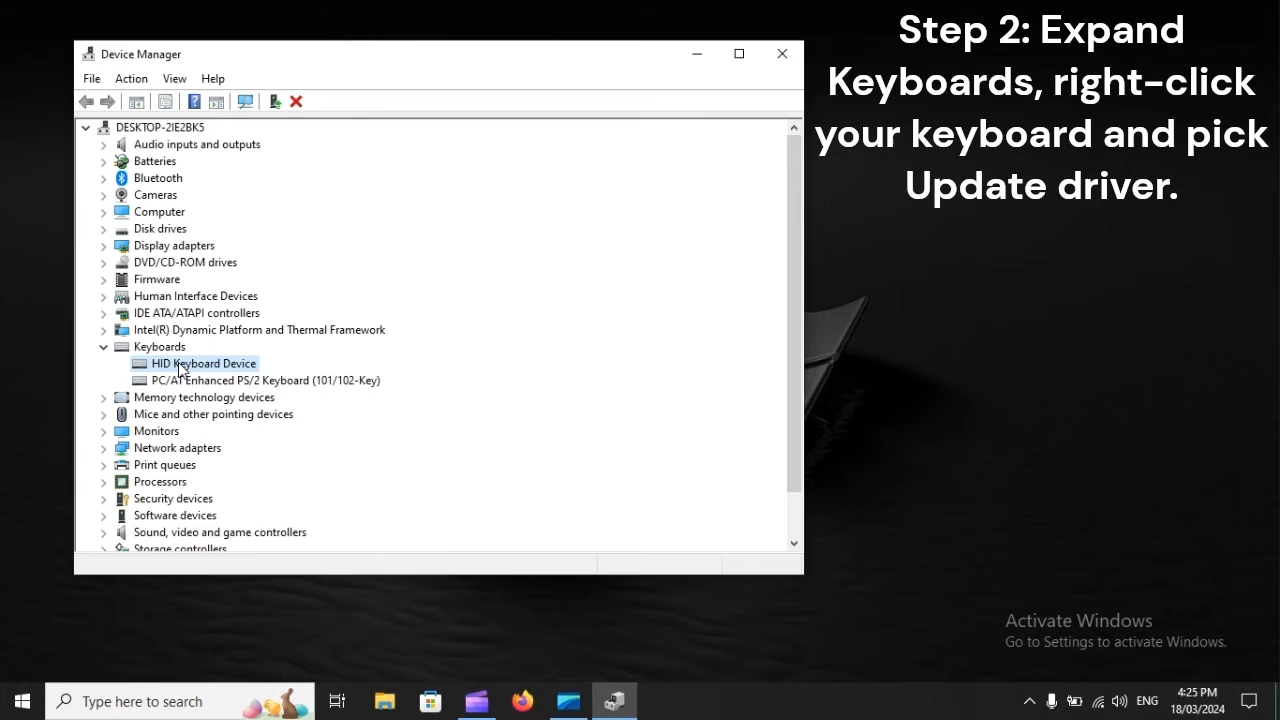 Step 2: Expand
Keyboards, right-click
your keyboard and pick
Update driver.
Device Manager
File Action View Help
DESKTOP-2IE2BK5
Audio inputs and outputs
Batteries
Bluetooth
Cameras
Computer
Disk drives
Display adapters
DVD/CD-ROM drives
Firmware
Human Interface Devices
IDE ATA/ATAPI controllers
Intel(R) Dynamic Platform and Thermal Framework
Keyboards
HID Keyboard Device
PC/AT Enhanced PS/2 Keyboard (101/102-Key)
Memory technology devices
Mice and other pointing devices
Monitors
Network adapters
Print queues
Processors
Security devices
Software devices
Sound, video and game controllers
Storage controllers
Activate Windows
Go to Settings to activate Windows.
Type here to search
ENG
4:25 PM
18/03/2024